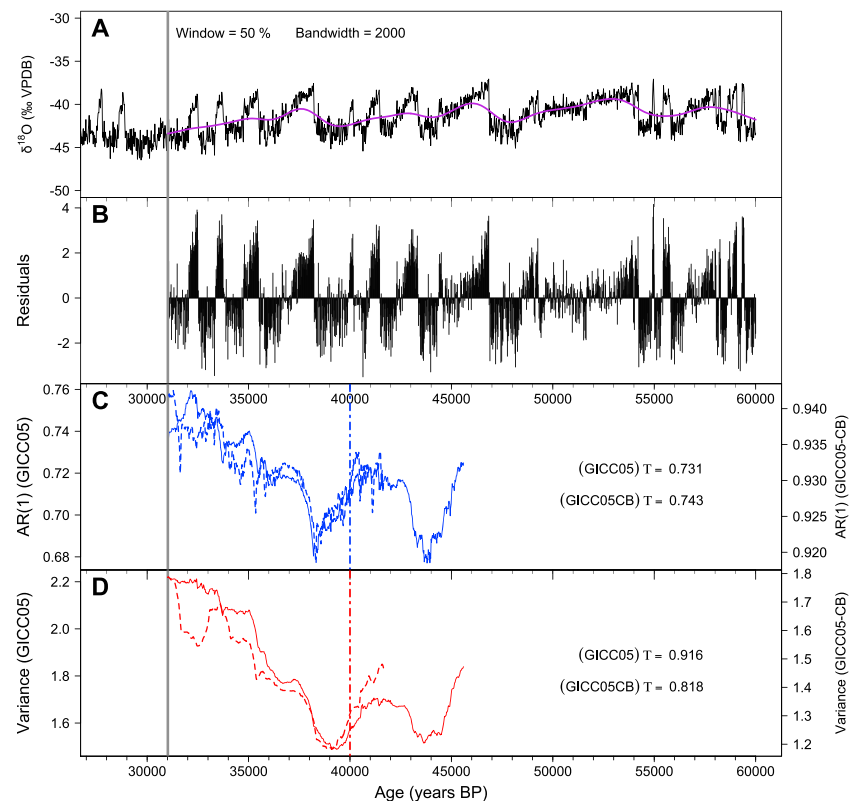 A
Window = 50 %
Bandwidth = 2000
δ18O (‰ VPDB)
-30
-35
-40
-45
-50
B
Residuals
4
2
0
-2
30000 35000 40000 45000 50000 55000 60000
C
AR(1) (GICC05)
0.76
0.74
0.72
0.70
0.68
(GICC05) T = 0.731
(GICC05CB) T = 0.743
0.940
0.935
0.930
0.925
0.920
AR(1) (GICC05-CB)
D
Variance (GICC05)
2.2
2.0
1.8
1.6
(GICC05) T = 0.916
(GICC05CB) T = 0.818
1.8
1.7
1.6
1.5
1.4
1.3
1.2
Variance (GICC05-CB)
30000 35000 40000 45000 50000 55000 60000
Age (years BP)